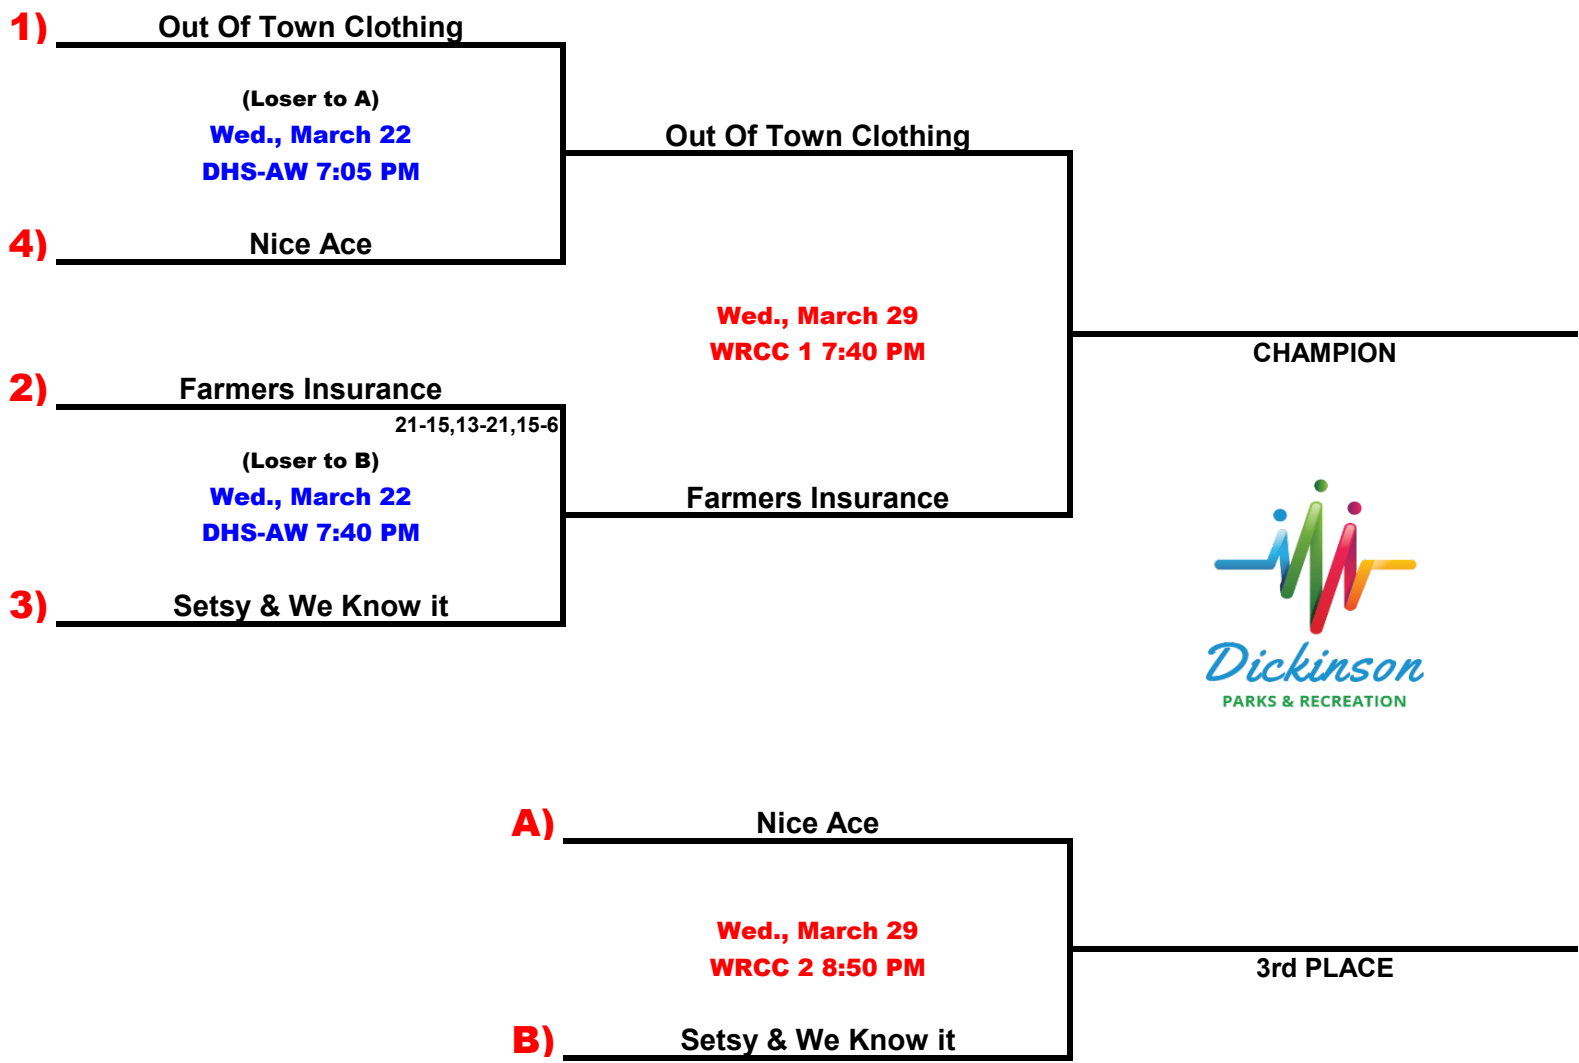 1) Out Of Town Clothing
(Loser to A)
Wed., March 22
DHS-AW 7:05 PM
Out Of Town Clothing
4) Nice Ace
Wed., March 29
WRCC 1 7:40 PM
CHAMPION
2) Farmers Insurance
21-15,13-21,15-6
(Loser to B)
Wed., March 22
DHS-AW 7:40 PM
Farmers Insurance
3) Setsy & We Know it
Dickinson
PARKS & RECREATION
A) Nice Ace
Wed., March 29
WRCC 2 8:50 PM
3rd PLACE
B) Setsy & We Know it